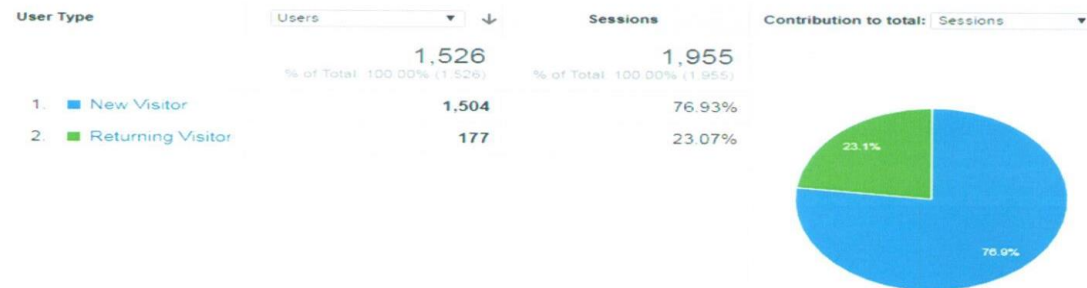 User Type Users Sessions Contribution to total: Sessions
1,526 1,955
% of Total 100.00% (1,526) % of Total 100.00% (1,955)
1. New Visitor 1,504 76.93%
2. Returning Visitor 177 23.07%
23.1%
76.9%